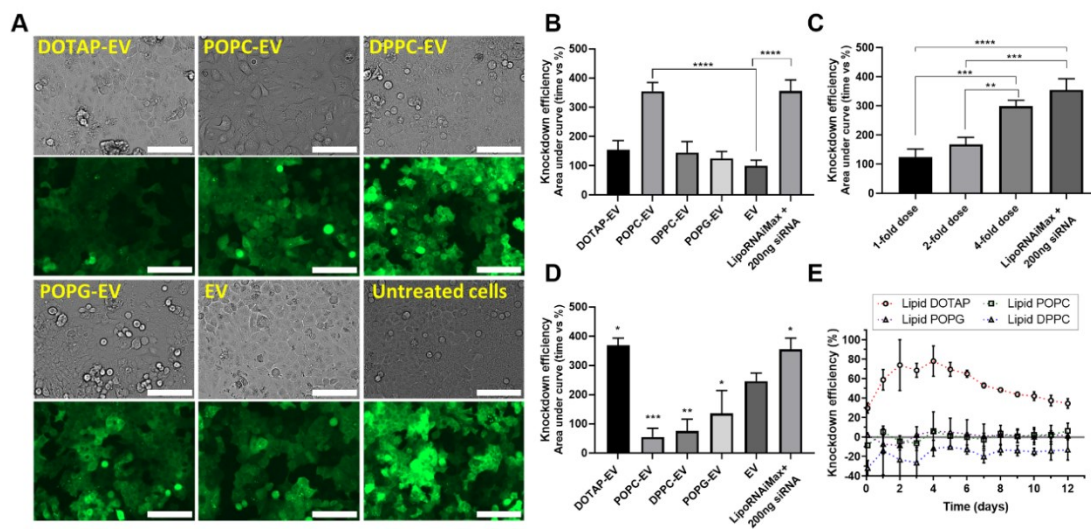 A
DOTAP-EV
POPC-EV
DPPC-EV
POPG-EV
EV
Untreated cells
B
Knockdown efficiency
Area under curve (time vs %)
500
400
300
200
100
0
****
****
DOTAP-EV
POPC-EV
DPPC-EV
POPG-EV
EV
LipoRNAiMax +
200ng siRNA
C
Knockdown efficiency
Area under curve (time vs %)
500
400
300
200
100
0
****
***
***
**
1-fold dose
2-fold dose
4-fold dose
LipoRNAiMax +
200ng siRNA
D
Knockdown efficiency
Area under curve (time vs %)
500
400
300
200
100
0
*
***
**
*
*
DOTAP-EV
POPC-EV
DPPC-EV
POPG-EV
EV
LipoRNAiMax+
200ng siRNA
E
Lipid DOTAP
Lipid POPC
Lipid POPG
Lipid DPPC
Knockdown efficiency (%)
100
80
60
40
20
0
-20
-40
0
2
4
6
8
10
12
Time (days)